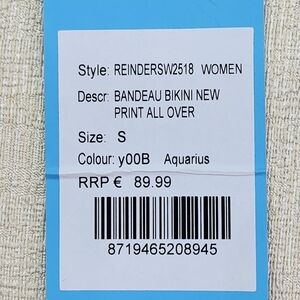 Style: REINDERSW2518 WOMEN
Descr: BANDEAU BIKINI NEW
PRINT ALL OVER
Size: S
Colour: y00B Aquarius
RRP € 89.99
8719465208945